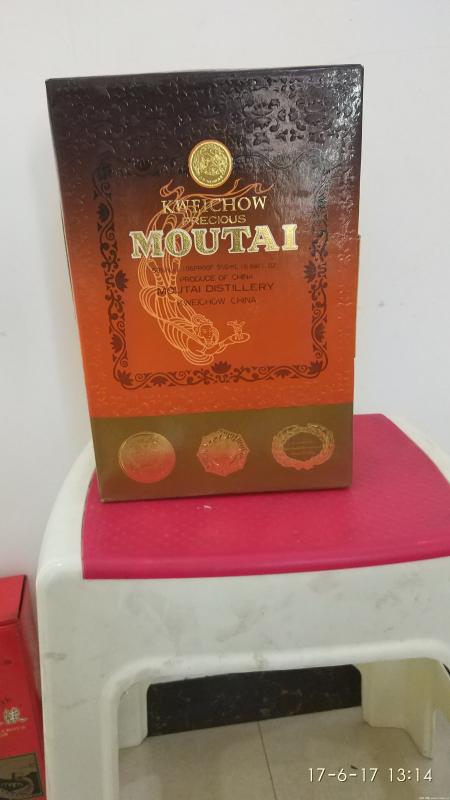 KWEICHOW
PRECIOUS
MOUTAI
PRODUCE OF CHINA
MOUTAI DISTILLERY
KWEICHOW CHINA
17-6-17 13:14